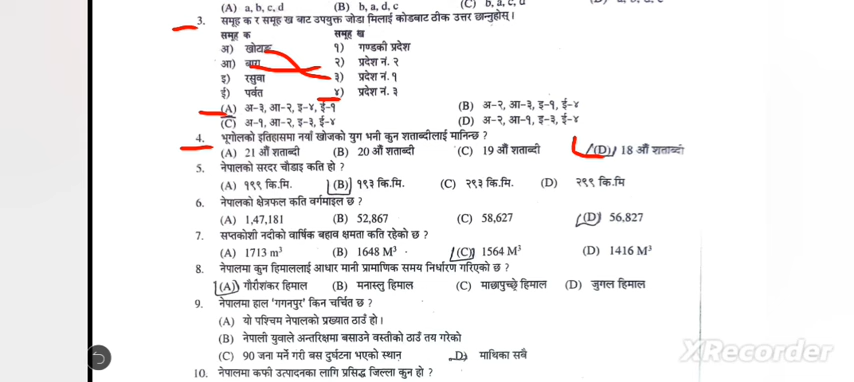 (A) a, b, c, d (B) b, a, d, c (C) b, a, c, d
3. समूह क र समूह ख बाट उपयुक्त जोडा मिलाई कोडबाट ठीक उत्तर छान्नुहोस्।
समूह क समूह ख
अ) खोटाङ १) गण्डकी प्रदेश
आ) बारा २) प्रदेश नं. २
इ) रसुवा ३) प्रदेश नं. १
ई) पर्वत ४) प्रदेश नं. ३
(A) अ-३, आ-२, इ-४, ई-१ (B) अ-२, आ-३, इ-१, ई-४
(C) अ-१, आ-२, इ-३, ई-४ (D) अ-२, आ-१, इ-३, ई-४
4. भूगोलको इतिहासमा नयाँ खोजको युग भनी कुन शताब्दीलाई मानिन्छ ?
(A) 21 औं शताब्दी (B) 20 औं शताब्दी (C) 19 औं शताब्दी (D) 18 औं शताब्दी
5. नेपालको सरदर चौडाइ कति हो ?
(A) १९९ कि.मि. (B) १९३ कि.मि. (C) २९३ कि.मि. (D) २९९ कि.मि
6. नेपालको क्षेत्रफल कति वर्गमाइल छ ?
(A) 1,47,181 (B) 52,867 (C) 58,627 (D) 56,827
7. सप्तकोशी नदीको वार्षिक बहाव क्षमता कति रहेको छ ?
(A) 1713 m³ (B) 1648 M³ (C) 1564 M³ (D) 1416 M³
8. नेपालमा कुन हिमाललाई आधार मानी प्रामाणिक समय निर्धारण गरिएको छ ?
(A) गौरीशंकर हिमाल (B) मनास्लु हिमाल (C) माछापुच्छ्रे हिमाल (D) जुगल हिमाल
9. नेपालमा हाल 'गगनपुर' किन चर्चित छ ?
(A) यो पश्चिम नेपालको प्रख्यात ठाउँ हो।
(B) नेपाली युवाले अन्तरिक्षमा बसाउने वस्तीको ठाउँ तय गरेको
(C) 90 जना मर्ने गरी बस दुर्घटना भएको स्थान (D) माथिका सबै
10. नेपालमा कफी उत्पादनका लागि प्रसिद्ध जिल्ला कुन हो ?
XRecorder